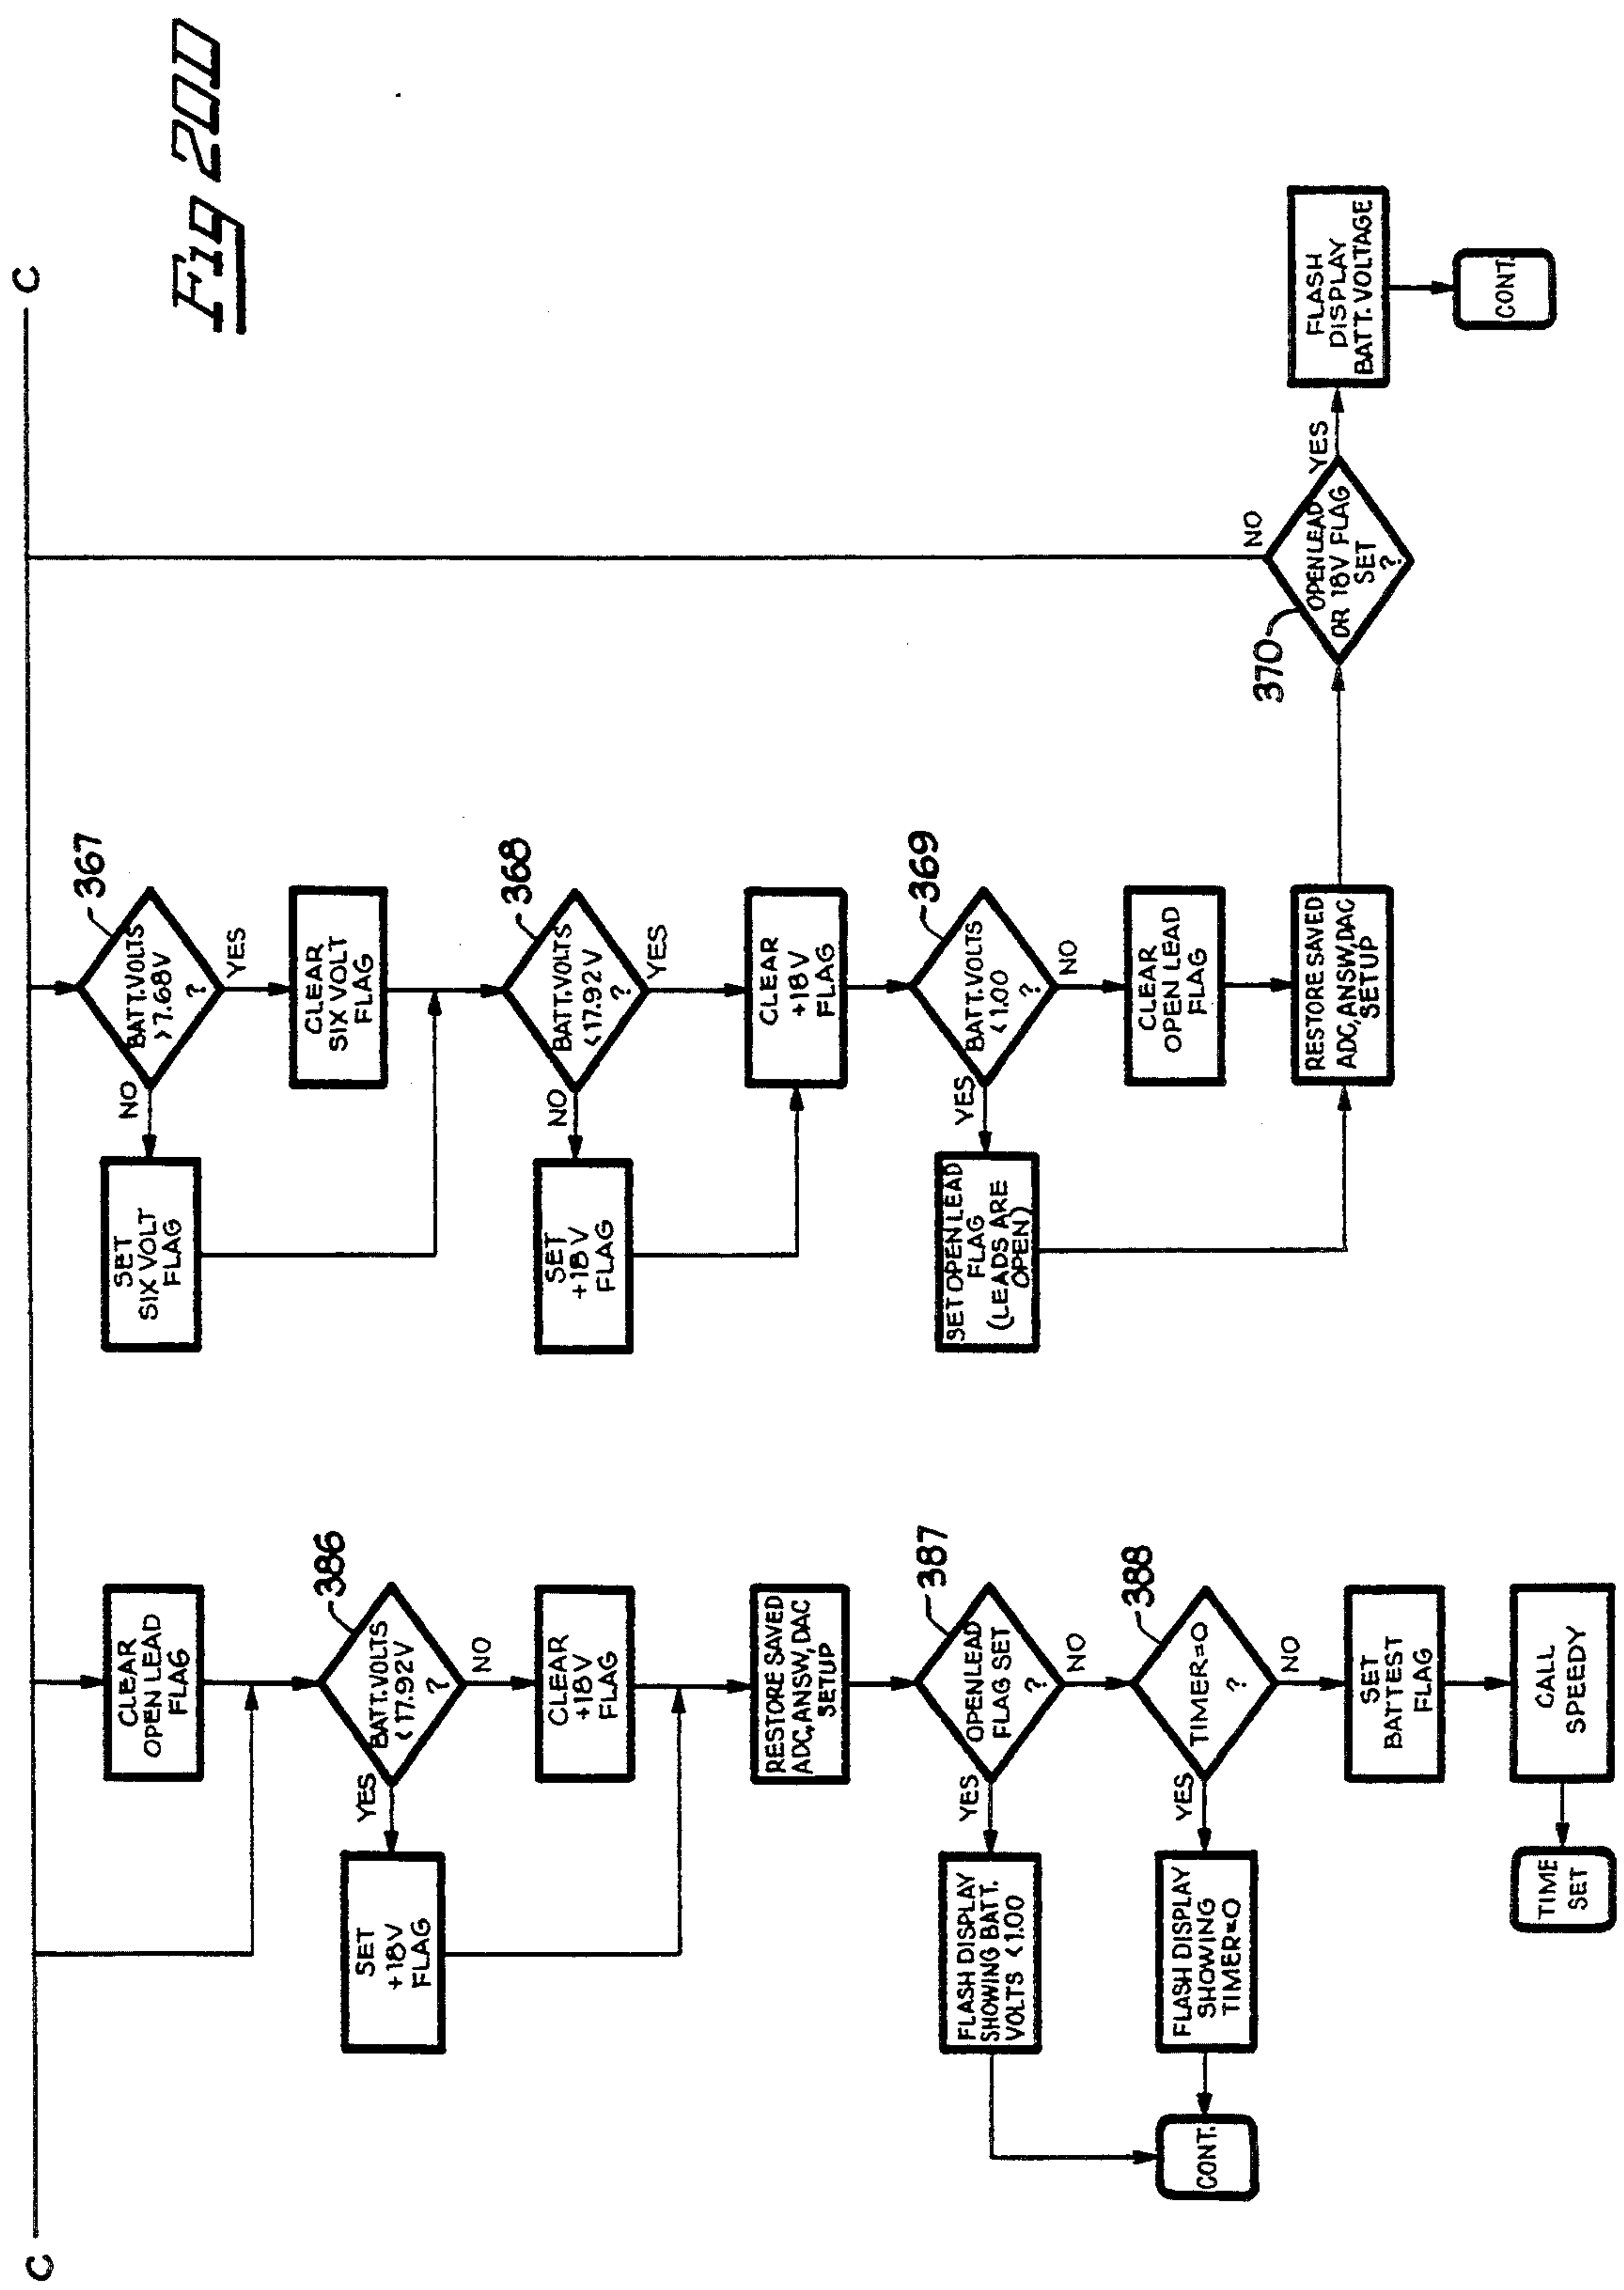 Fig 20D
C
C
CLEAR
OPEN LEAD
FLAG
386
BATT.VOLTS
<17.92V
?
YES
NO
SET
+18V
FLAG
CLEAR
+18V
FLAG
RESTORE SAVED
ADC,ANSW,DAC
SETUP
387
OPEN LEAD
FLAG SET
?
YES
NO
FLASH DISPLAY
SHOWING BATT.
VOLTS <1.00
388
TIMER=0
?
YES
NO
FLASH DISPLAY
SHOWING
TIMER=0
CONT.
SET
BATTEST
FLAG
CALL
SPEEDY
TIME
SET
367
BATT.VOLTS
>7.68V
?
NO
YES
SET
SIX VOLT
FLAG
CLEAR
SIX VOLT
FLAG
368
BATT.VOLTS
<17.92V
?
NO
YES
SET
+18V
FLAG
CLEAR
+18V
FLAG
369
BATT.VOLTS
<1.00
?
YES
NO
SET OPEN LEAD
FLAG
(LEADS ARE
OPEN)
CLEAR
OPEN LEAD
FLAG
RESTORE SAVED
ADC,ANSW,DAC
SETUP
370
OPEN LEAD
OR 18V FLAG
SET
?
NO
YES
FLASH
DISPLAY
BATT. VOLTAGE
CONT.